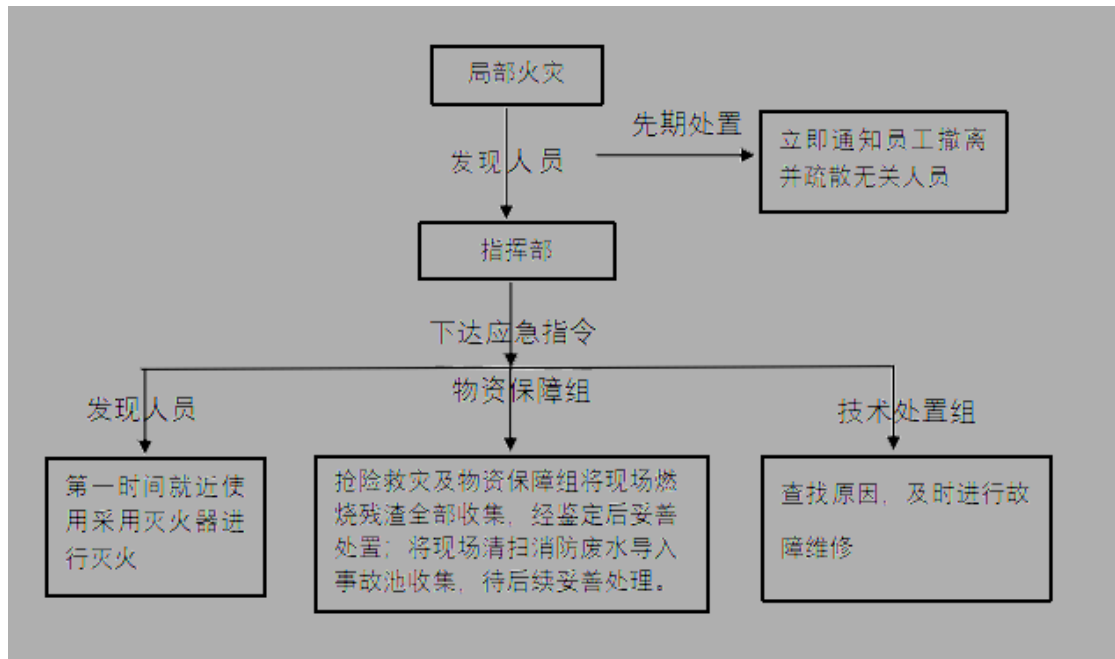 局部火灾
先期处置
立即通知员工撤离
并疏散无关人员
发现人员
指挥部
下达应急指令
物资保障组
发现人员
技术处置组
第一时间就近使
用采用灭火器进
行灭火
抢险救灾及物资保障组将现场燃
烧残渣全部收集，经鉴定后妥善
处置；将现场清扫消防废水导入
事故池收集，待后续妥善处理。
查找原因，及时进行故
障维修